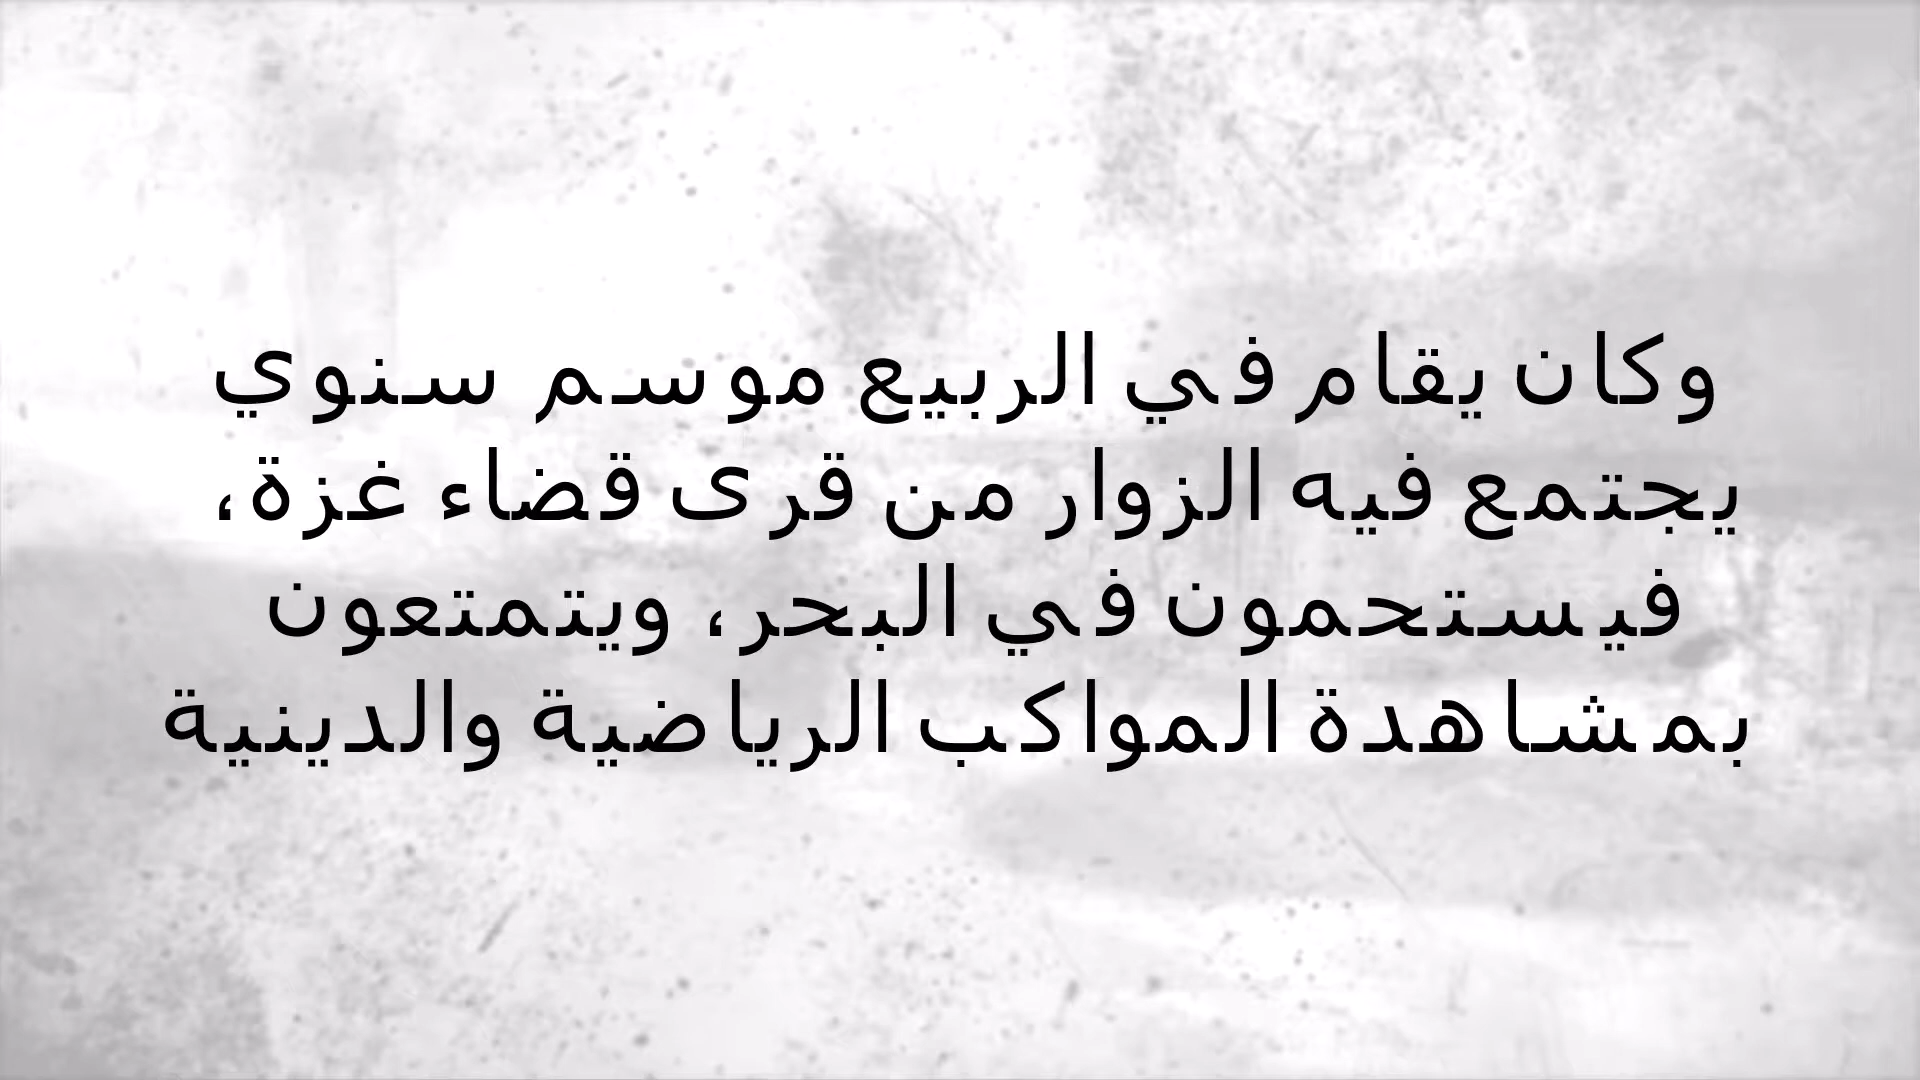 وكان يقام في الربيع موسم سنوي
يجتمع فيه الزوار من قرى قضاء غزة،
فيستحمون في البحر، ويتمتعون
بمشاهدة المواكب الرياضية والدينية